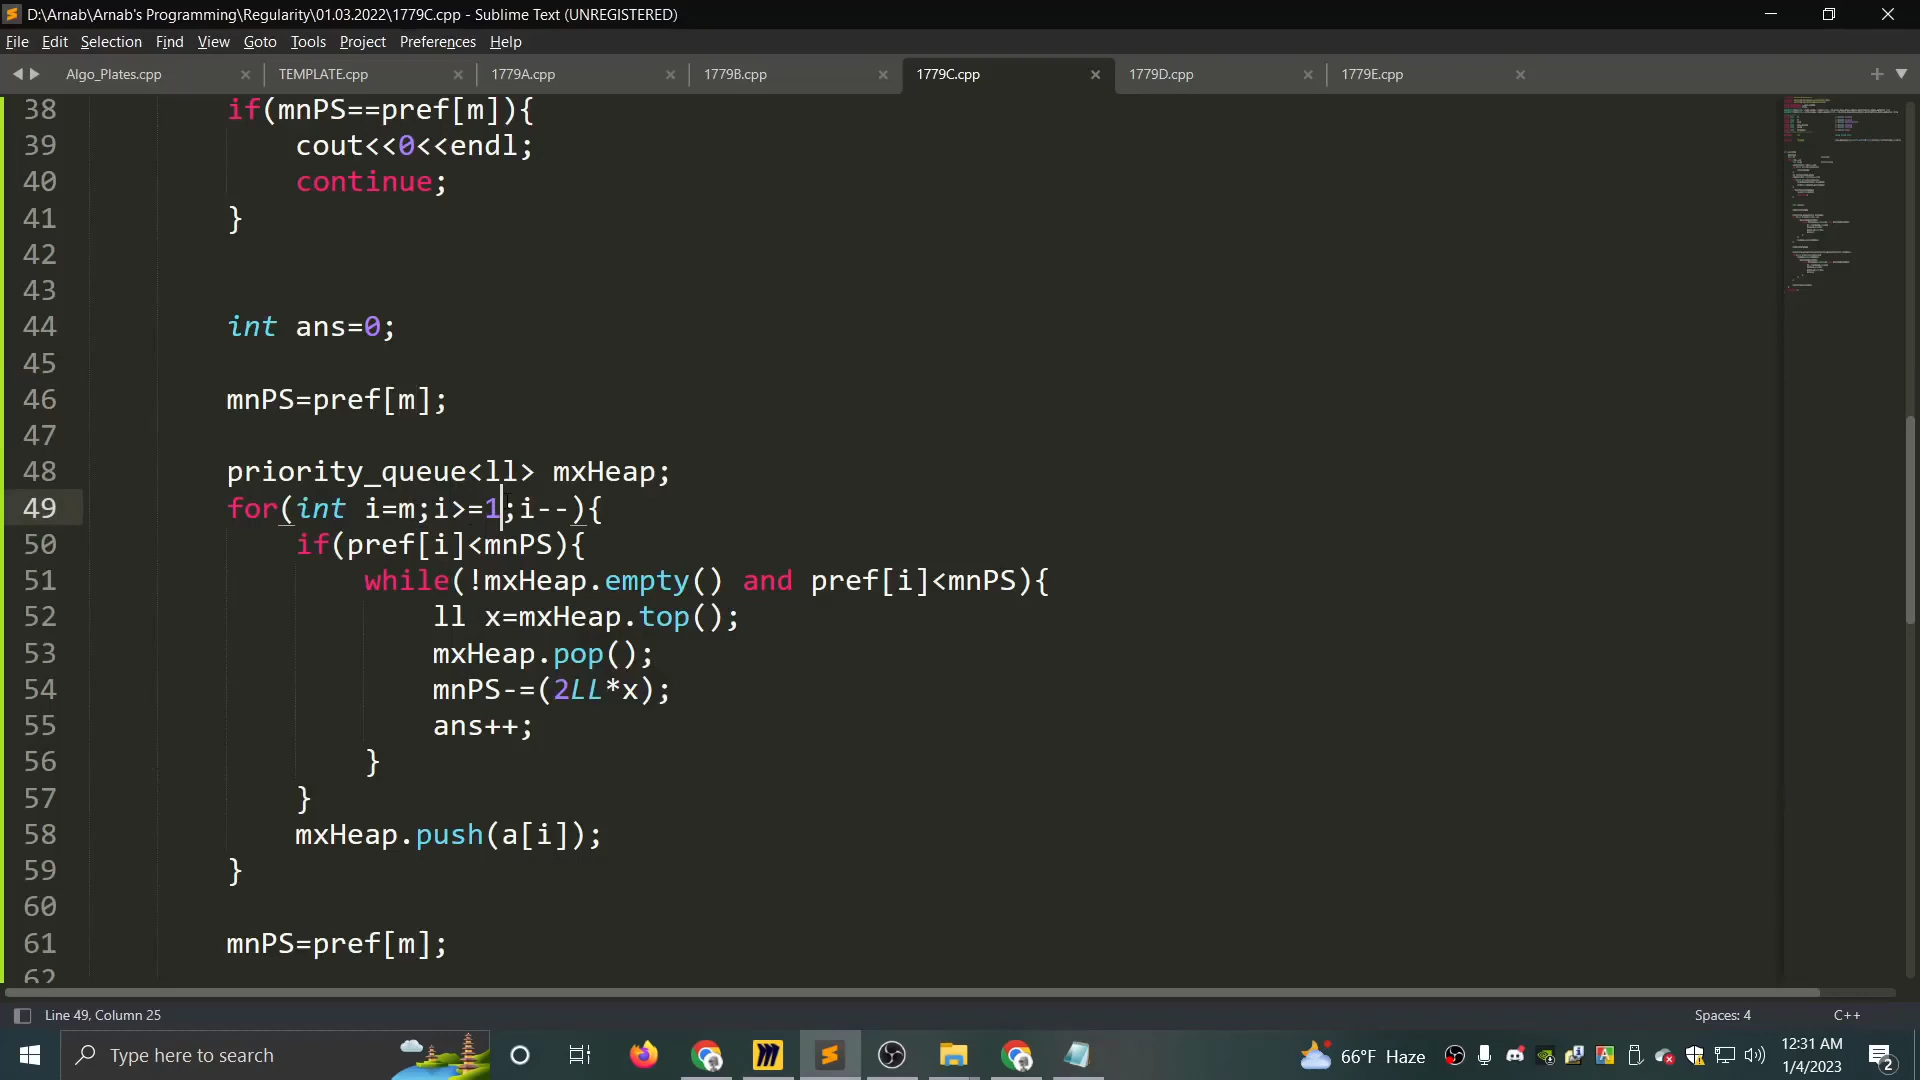 D:\Arnab\Arnab's Programming\Regularity\01.03.2022\1779C.cpp - Sublime Text (UNREGISTERED)
File Edit Selection Find View Goto Tools Project Preferences Help
Algo_Plates.cpp TEMPLATE.cpp 1779A.cpp 1779B.cpp 1779C.cpp 1779D.cpp 1779E.cpp
38 if(mnPS==pref[m]){
39 cout<<0<<endl;
40 continue;
41 }
42
43
44 int ans=0;
45
46 mnPS=pref[m];
47
48 priority_queue<ll> mxHeap;
49 for(int i=m;i>=1;i--){
50 if(pref[i]<mnPS){
51 while(!mxHeap.empty() and pref[i]<mnPS){
52 ll x=mxHeap.top();
53 mxHeap.pop();
54 mnPS-=(2LL*x);
55 ans++;
56 }
57 }
58 mxHeap.push(a[i]);
59 }
60
61 mnPS=pref[m];
62
Line 49, Column 25 Spaces: 4 C++
Type here to search 66°F Haze 12:31 AM
1/4/2023 2